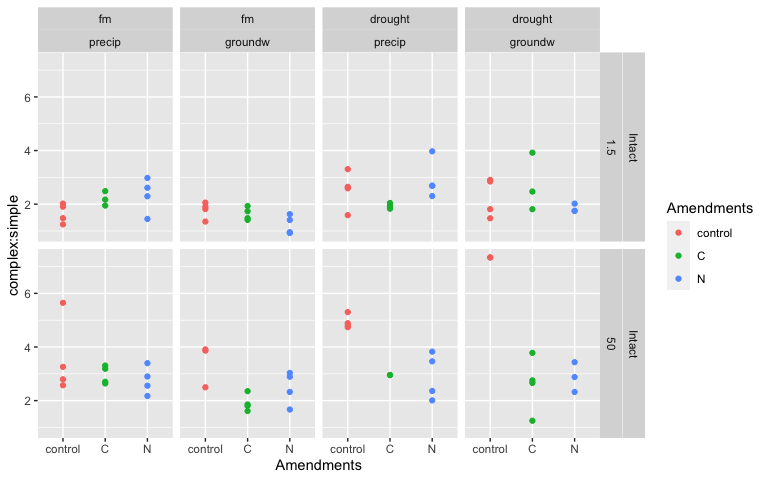 fm fm drought drought
precip groundw precip groundw
6
4
2
1.5 Intact
6
4
2
50 Intact
complex:simple
control C N control C N control C N control C N
Amendments
Amendments
control
C
N